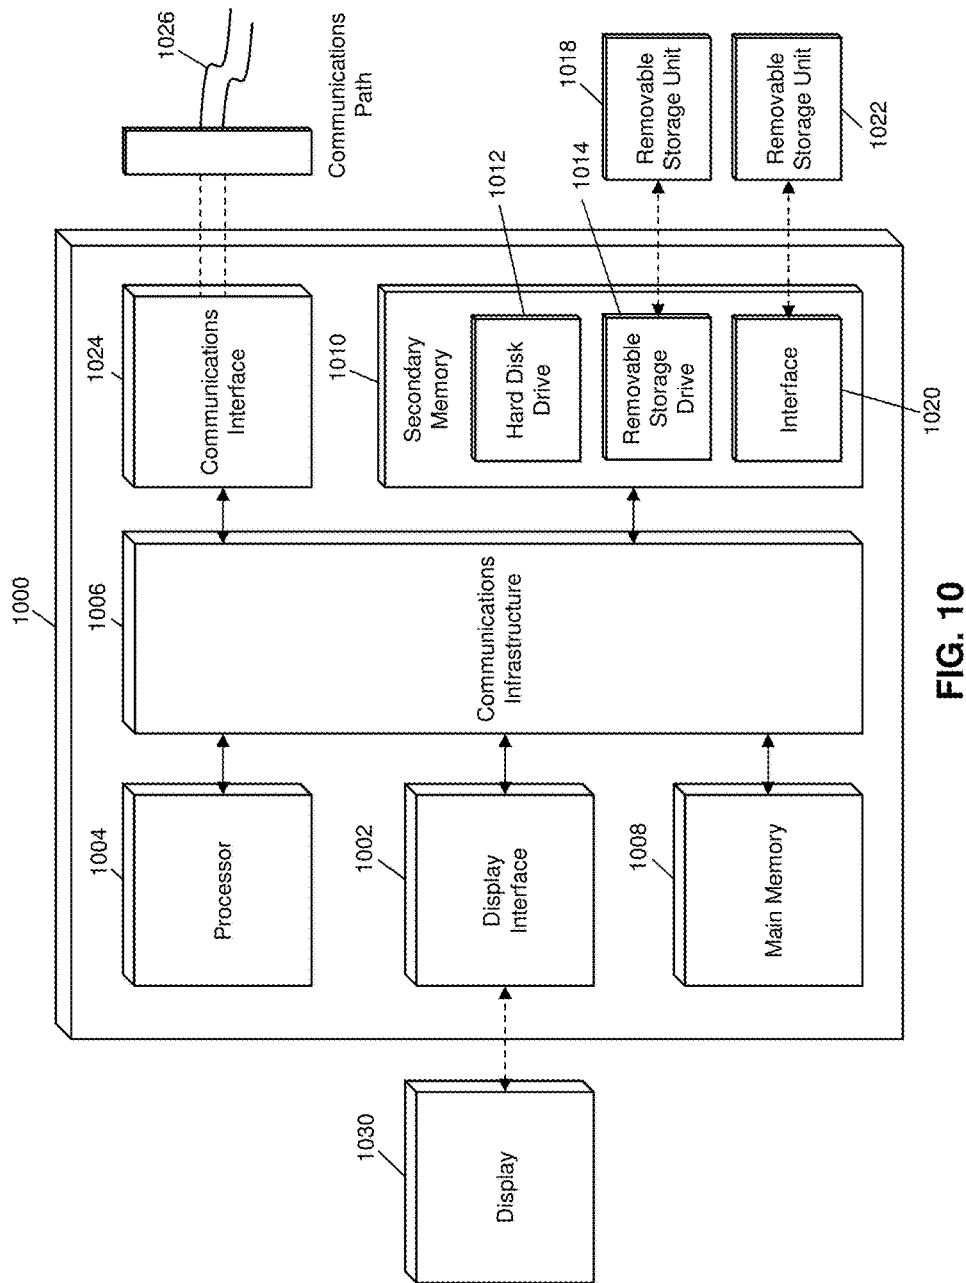 1000
1004
Processor
1006
Communications
Infrastructure
1024
Communications
Interface
1026
Communications
Path
1030
Display
1002
Display
Interface
1008
Main Memory
1010
Secondary
Memory
1012
Hard Disk
Drive
1014
Removable
Storage
Drive
1018
Removable
Storage Unit
Interface
1020
Removable
Storage Unit
1022
FIG. 10